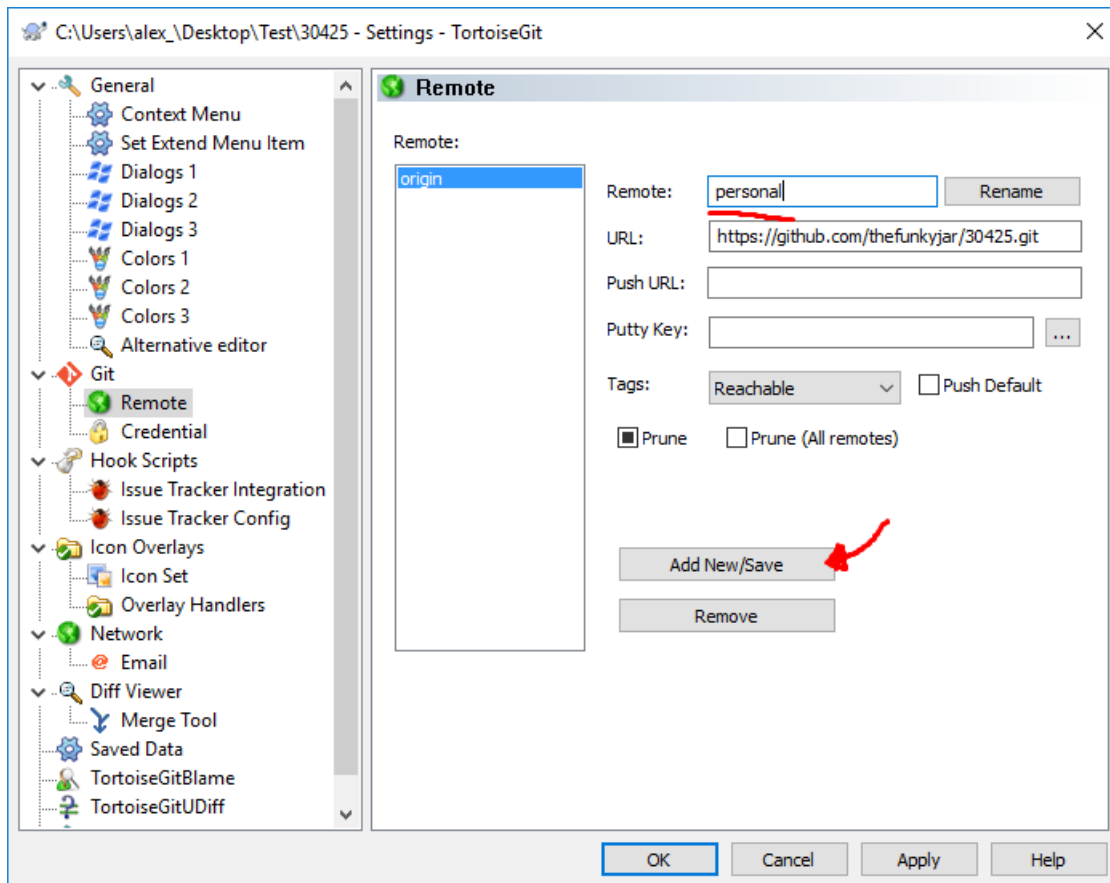 C:\Users\alex_\Desktop\Test\30425 - Settings - TortoiseGit
General
Context Menu
Set Extend Menu Item
Dialogs 1
Dialogs 2
Dialogs 3
Colors 1
Colors 2
Colors 3
Alternative editor
Git
Remote
Credential
Hook Scripts
Issue Tracker Integration
Issue Tracker Config
Icon Overlays
Icon Set
Overlay Handlers
Network
Email
Diff Viewer
Merge Tool
Saved Data
TortoiseGitBlame
TortoiseGitUDiff
Remote
Remote:
origin
Remote: personal Rename
URL: https://github.com/thefunkyjar/30425.git
Push URL:
Putty Key: ...
Tags: Reachable Push Default
Prune Prune (All remotes)
Add New/Save
Remove
OK Cancel Apply Help